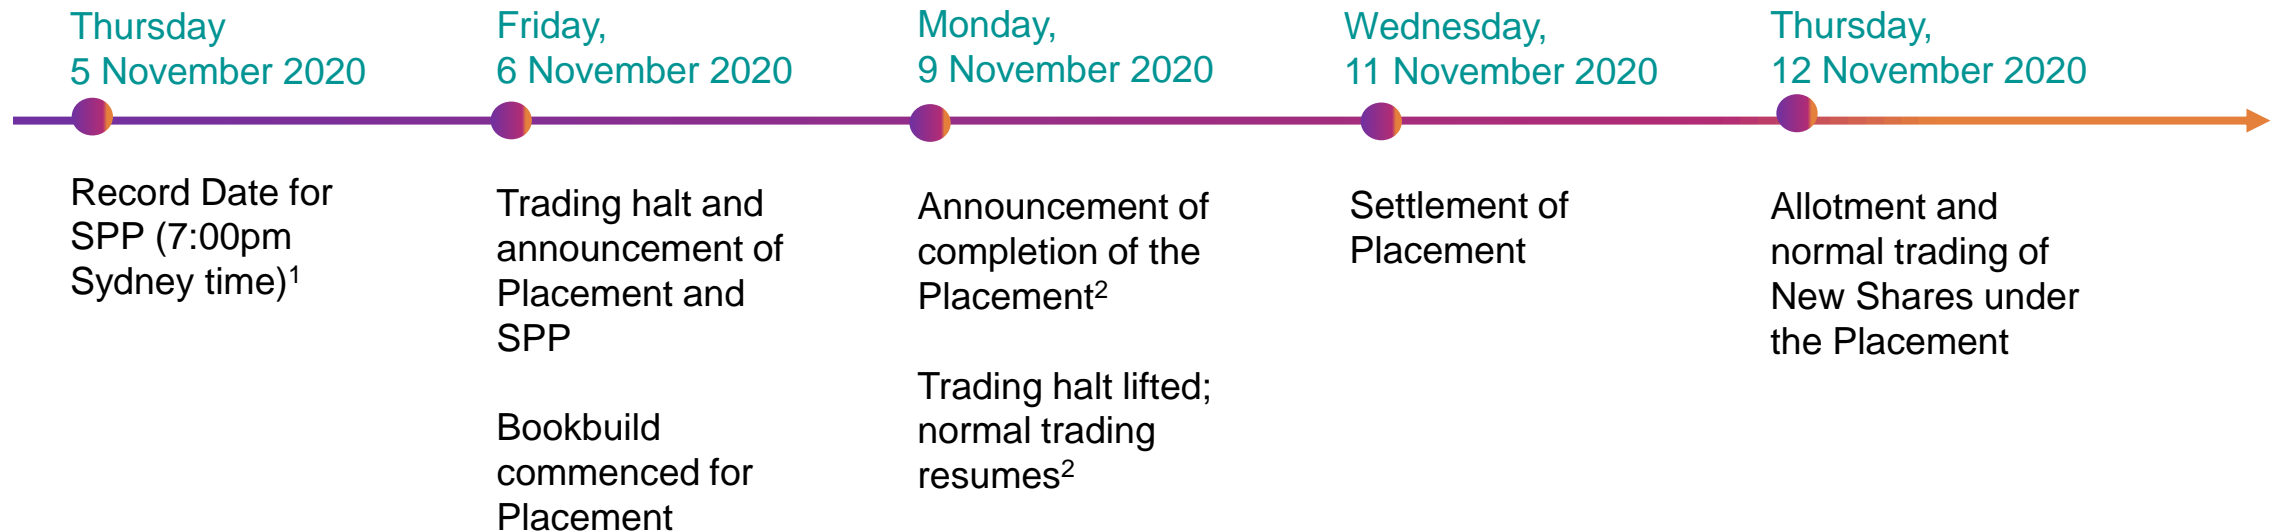 Thursday
5 November 2020
Record Date for
SPP (7:00pm
Sydney time)1
Friday,
6 November 2020
Trading halt and
announcement of
Placement and
SPP
Bookbuild
commenced for
Placement
Monday,
9 November 2020
Announcement of
completion of the
Placement2
Trading halt lifted;
normal trading
resumes2
Wednesday,
11 November 2020
Settlement of
Placement
Thursday,
12 November 2020
Allotment and
normal trading of
New Shares under
the Placement